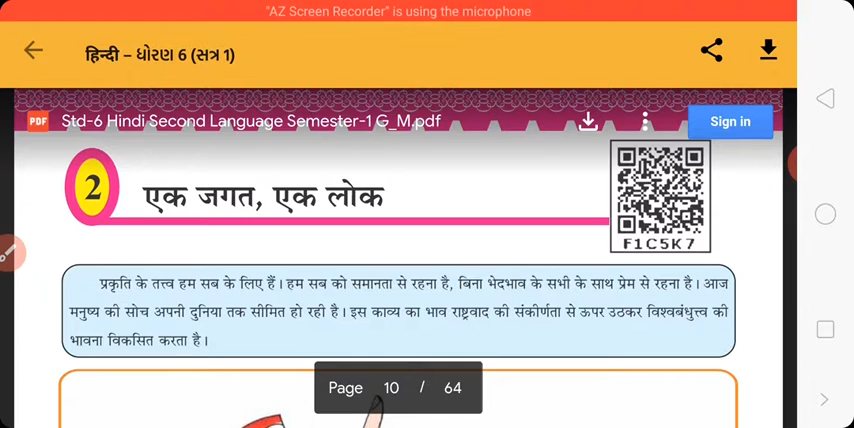 "AZ Screen Recorder" is using the microphone
हिन्दी – ધોરણ 6 (સત્ર 1)
PDF Std-6 Hindi Second Language Semester-1 G_M.pdf Sign in
2 एक जगत, एक लोक
F1C5K7
प्रकृति के तत्त्व हम सब के लिए हैं। हम सब को समानता से रहना है, बिना भेदभाव के सभी के साथ प्रेम से रहना है। आज
मनुष्य की सोच अपनी दुनिया तक सीमित हो रही है। इस काव्य का भाव राष्ट्रवाद की संकीर्णता से ऊपर उठकर विश्वबंधुत्त्व की
भावना विकसित करता है।
Page 10 / 64